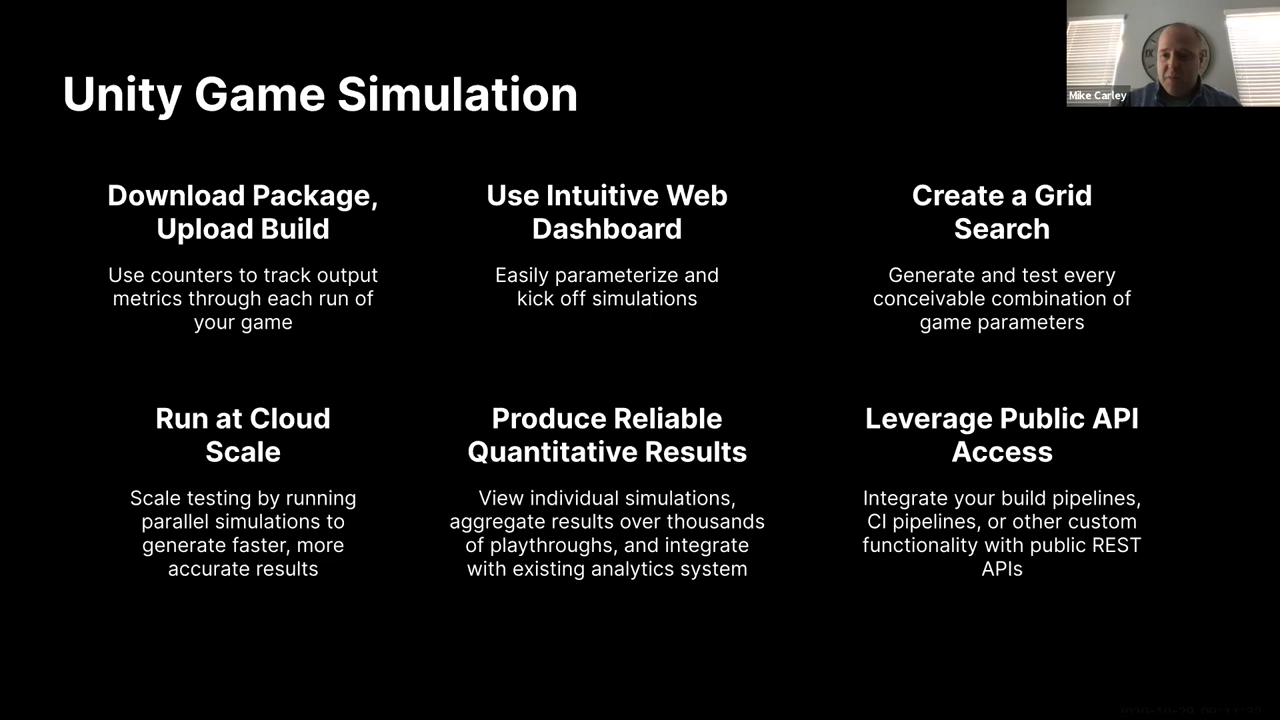 Unity Game Simulation
Mike Carley
Download Package,
Upload Build
Use counters to track output
metrics through each run of
your game
Use Intuitive Web
Dashboard
Easily parameterize and
kick off simulations
Create a Grid
Search
Generate and test every
conceivable combination of
game parameters
Run at Cloud
Scale
Scale testing by running
parallel simulations to
generate faster, more
accurate results
Produce Reliable
Quantitative Results
View individual simulations,
aggregate results over thousands
of playthroughs, and integrate
with existing analytics system
Leverage Public API
Access
Integrate your build pipelines,
CI pipelines, or other custom
functionality with public REST
APIs